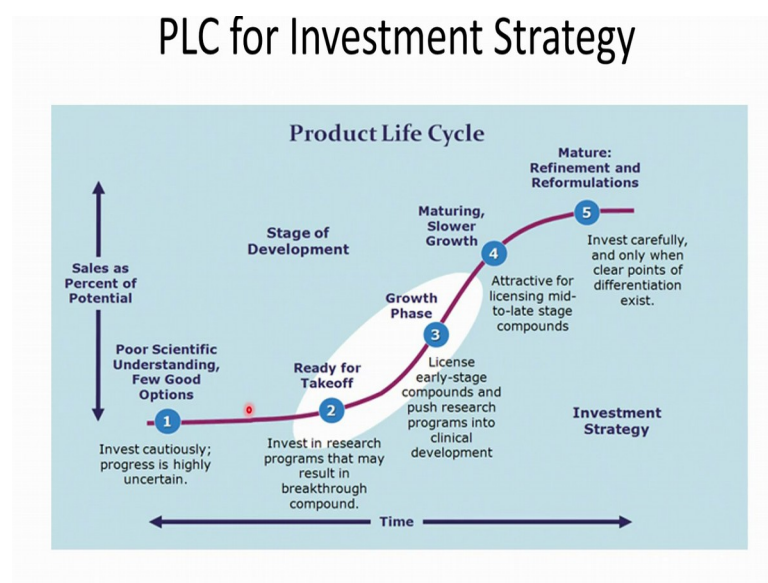 PLC for Investment Strategy
Product Life Cycle
Mature:
Refinement and
Reformulations
5
Invest carefully,
and only when
clear points of
differentiation
exist.
Maturing,
Slower
Growth
4
Attractive for
licensing mid-
to-late stage
compounds
Stage of
Development
Sales as
Percent of
Potential
Growth
Phase
3
License
early-stage
compounds and
push research
programs into
clinical
development
Poor Scientific
Understanding,
Few Good
Options
1
Invest cautiously;
progress is highly
uncertain.
Ready for
Takeoff
2
Invest in research
programs that may
result in
breakthrough
compound.
Investment
Strategy
Time